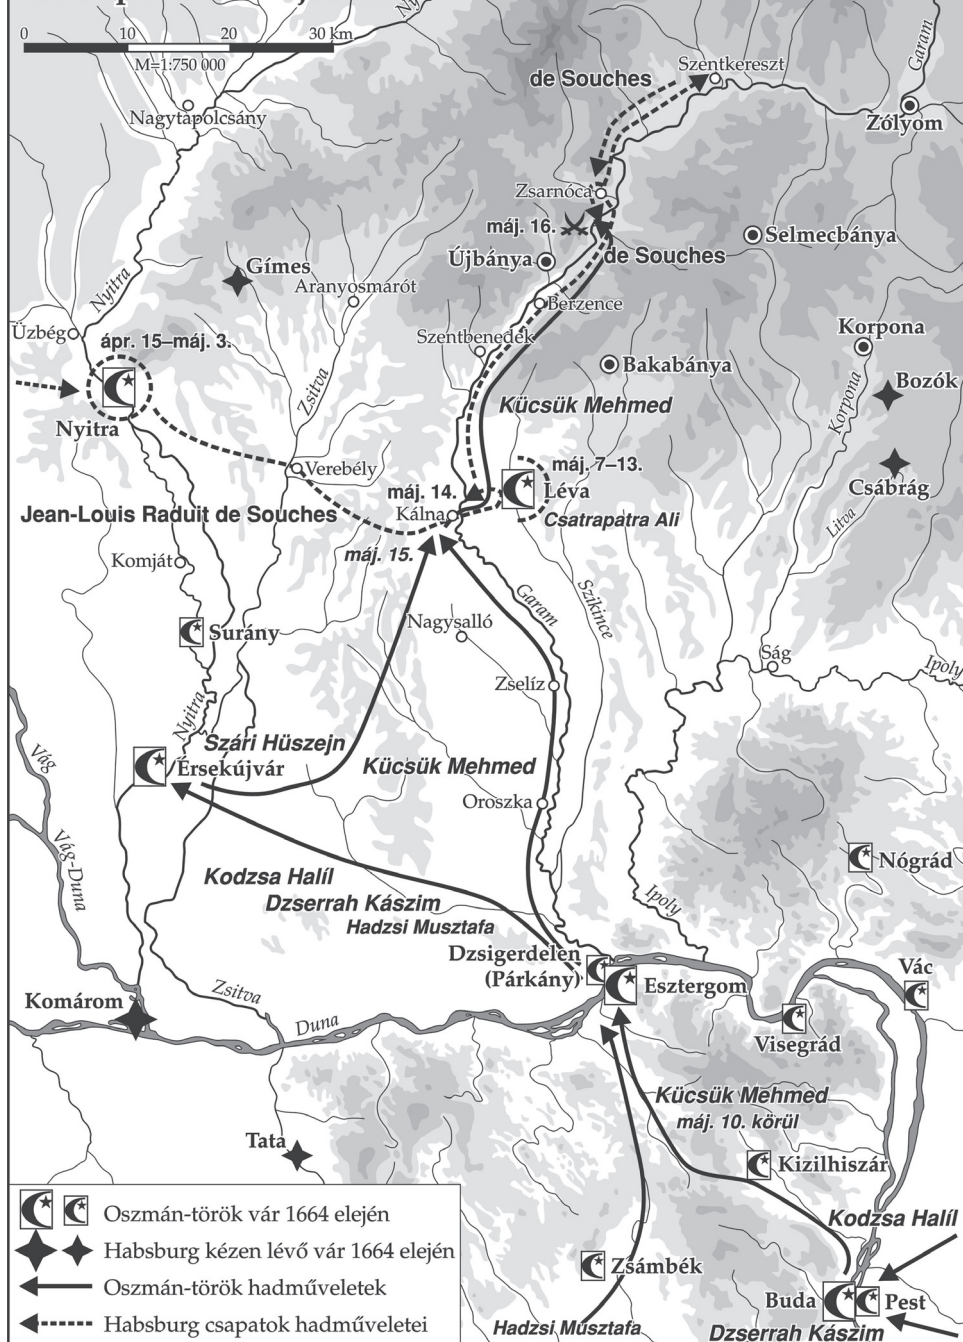 0 10 20 30 km
M=1:750 000
Ny
Garam
de Souches
Szentkereszt
Nagytapolcsány
Zólyom
Zsarnóca
máj. 16.
de Souches
Selmecbánya
Újbánya
Gímes
Aranyosmárót
Nyitra
Berzence
Üzbég
Szentbenedek
Korpona
ápr. 15–máj. 3.
Bakabánya
Bozók
Zsitva
Kücsük Mehmed
Korpona
Nyitra
Verebély
máj. 7–13.
Csábrág
máj. 14.
Léva
Jean-Louis Raduit de Souches
Kálna
Csatrapatra Ali
Litva
máj. 15.
Komját
Garam
Szikince
Nagysalló
Surány
Ság
Ipoly
Zselíz
Nyitra
Szári Hüszejn
Vág
Érsekújvár
Kücsük Mehmed
Oroszka
Vág-Duna
Nógrád
Kodzsa Halíl
Dzserrah Kászim
Ipoly
Hadzsi Musztafa
Dzsigerdelen
(Párkány)
Vác
Komárom
Zsitva
Esztergom
Duna
Visegrád
Kücsük Mehmed
máj. 10. körül
Tata
Kizilhiszár
Oszmán-török vár 1664 elején
Kodzsa Halíl
Habsburg kézen lévő vár 1664 elején
Zsámbék
Oszmán-török hadműveletek
Buda
Pest
Habsburg csapatok hadműveletei
Hadzsi Musztafa
Dzserrah Kászim